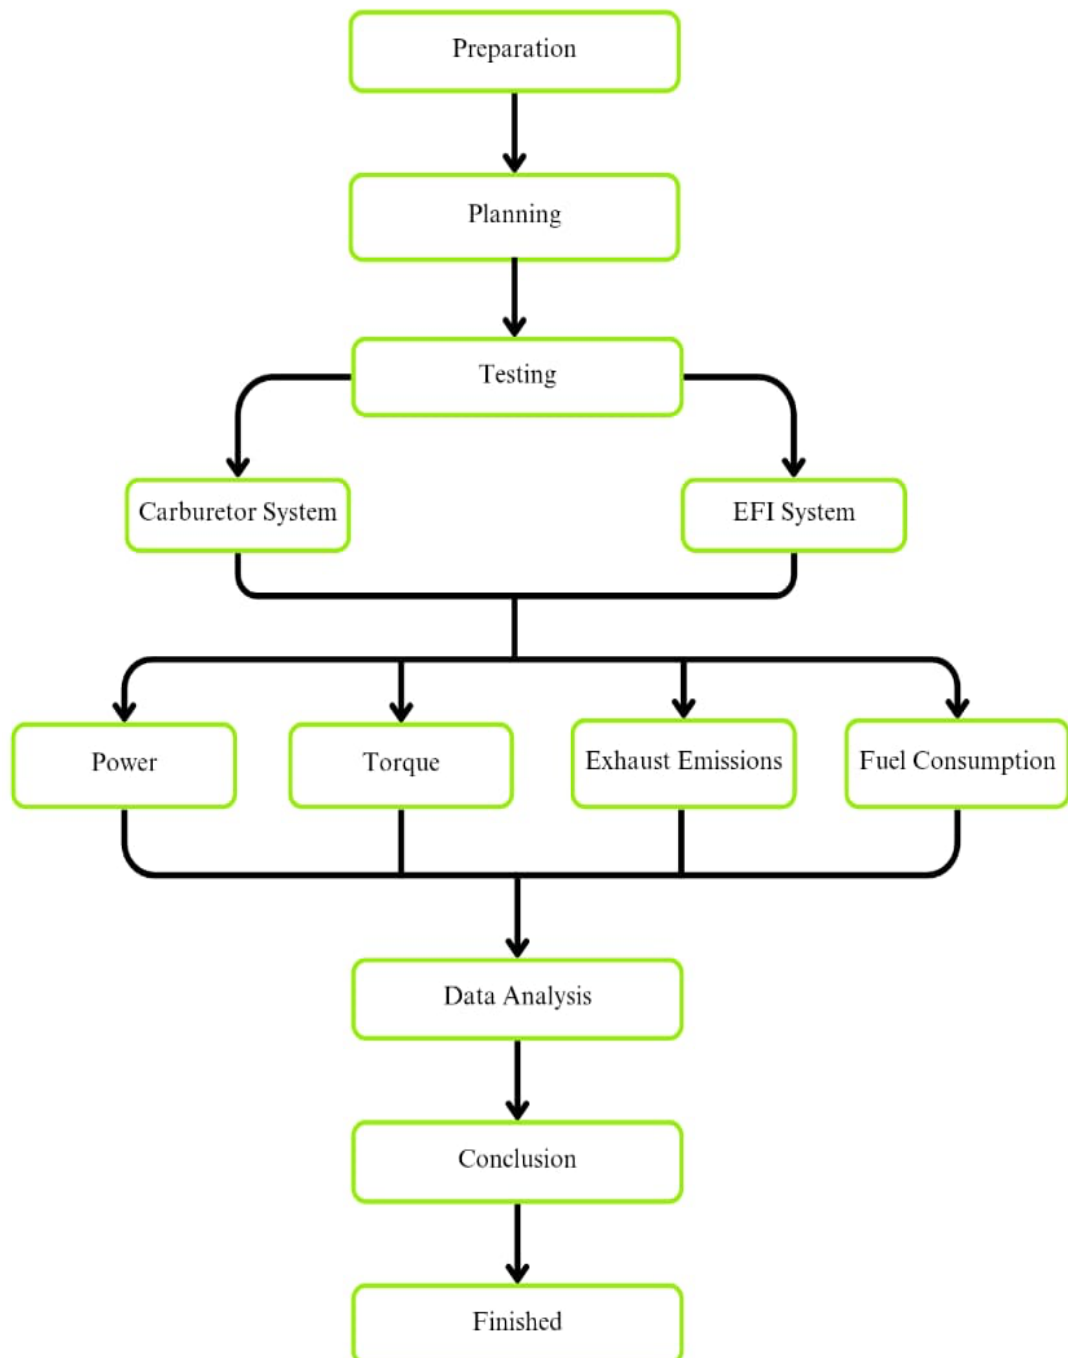 Preparation
Planning
Testing
Carburetor System
EFI System
Power
Torque
Exhaust Emissions
Fuel Consumption
Data Analysis
Conclusion
Finished